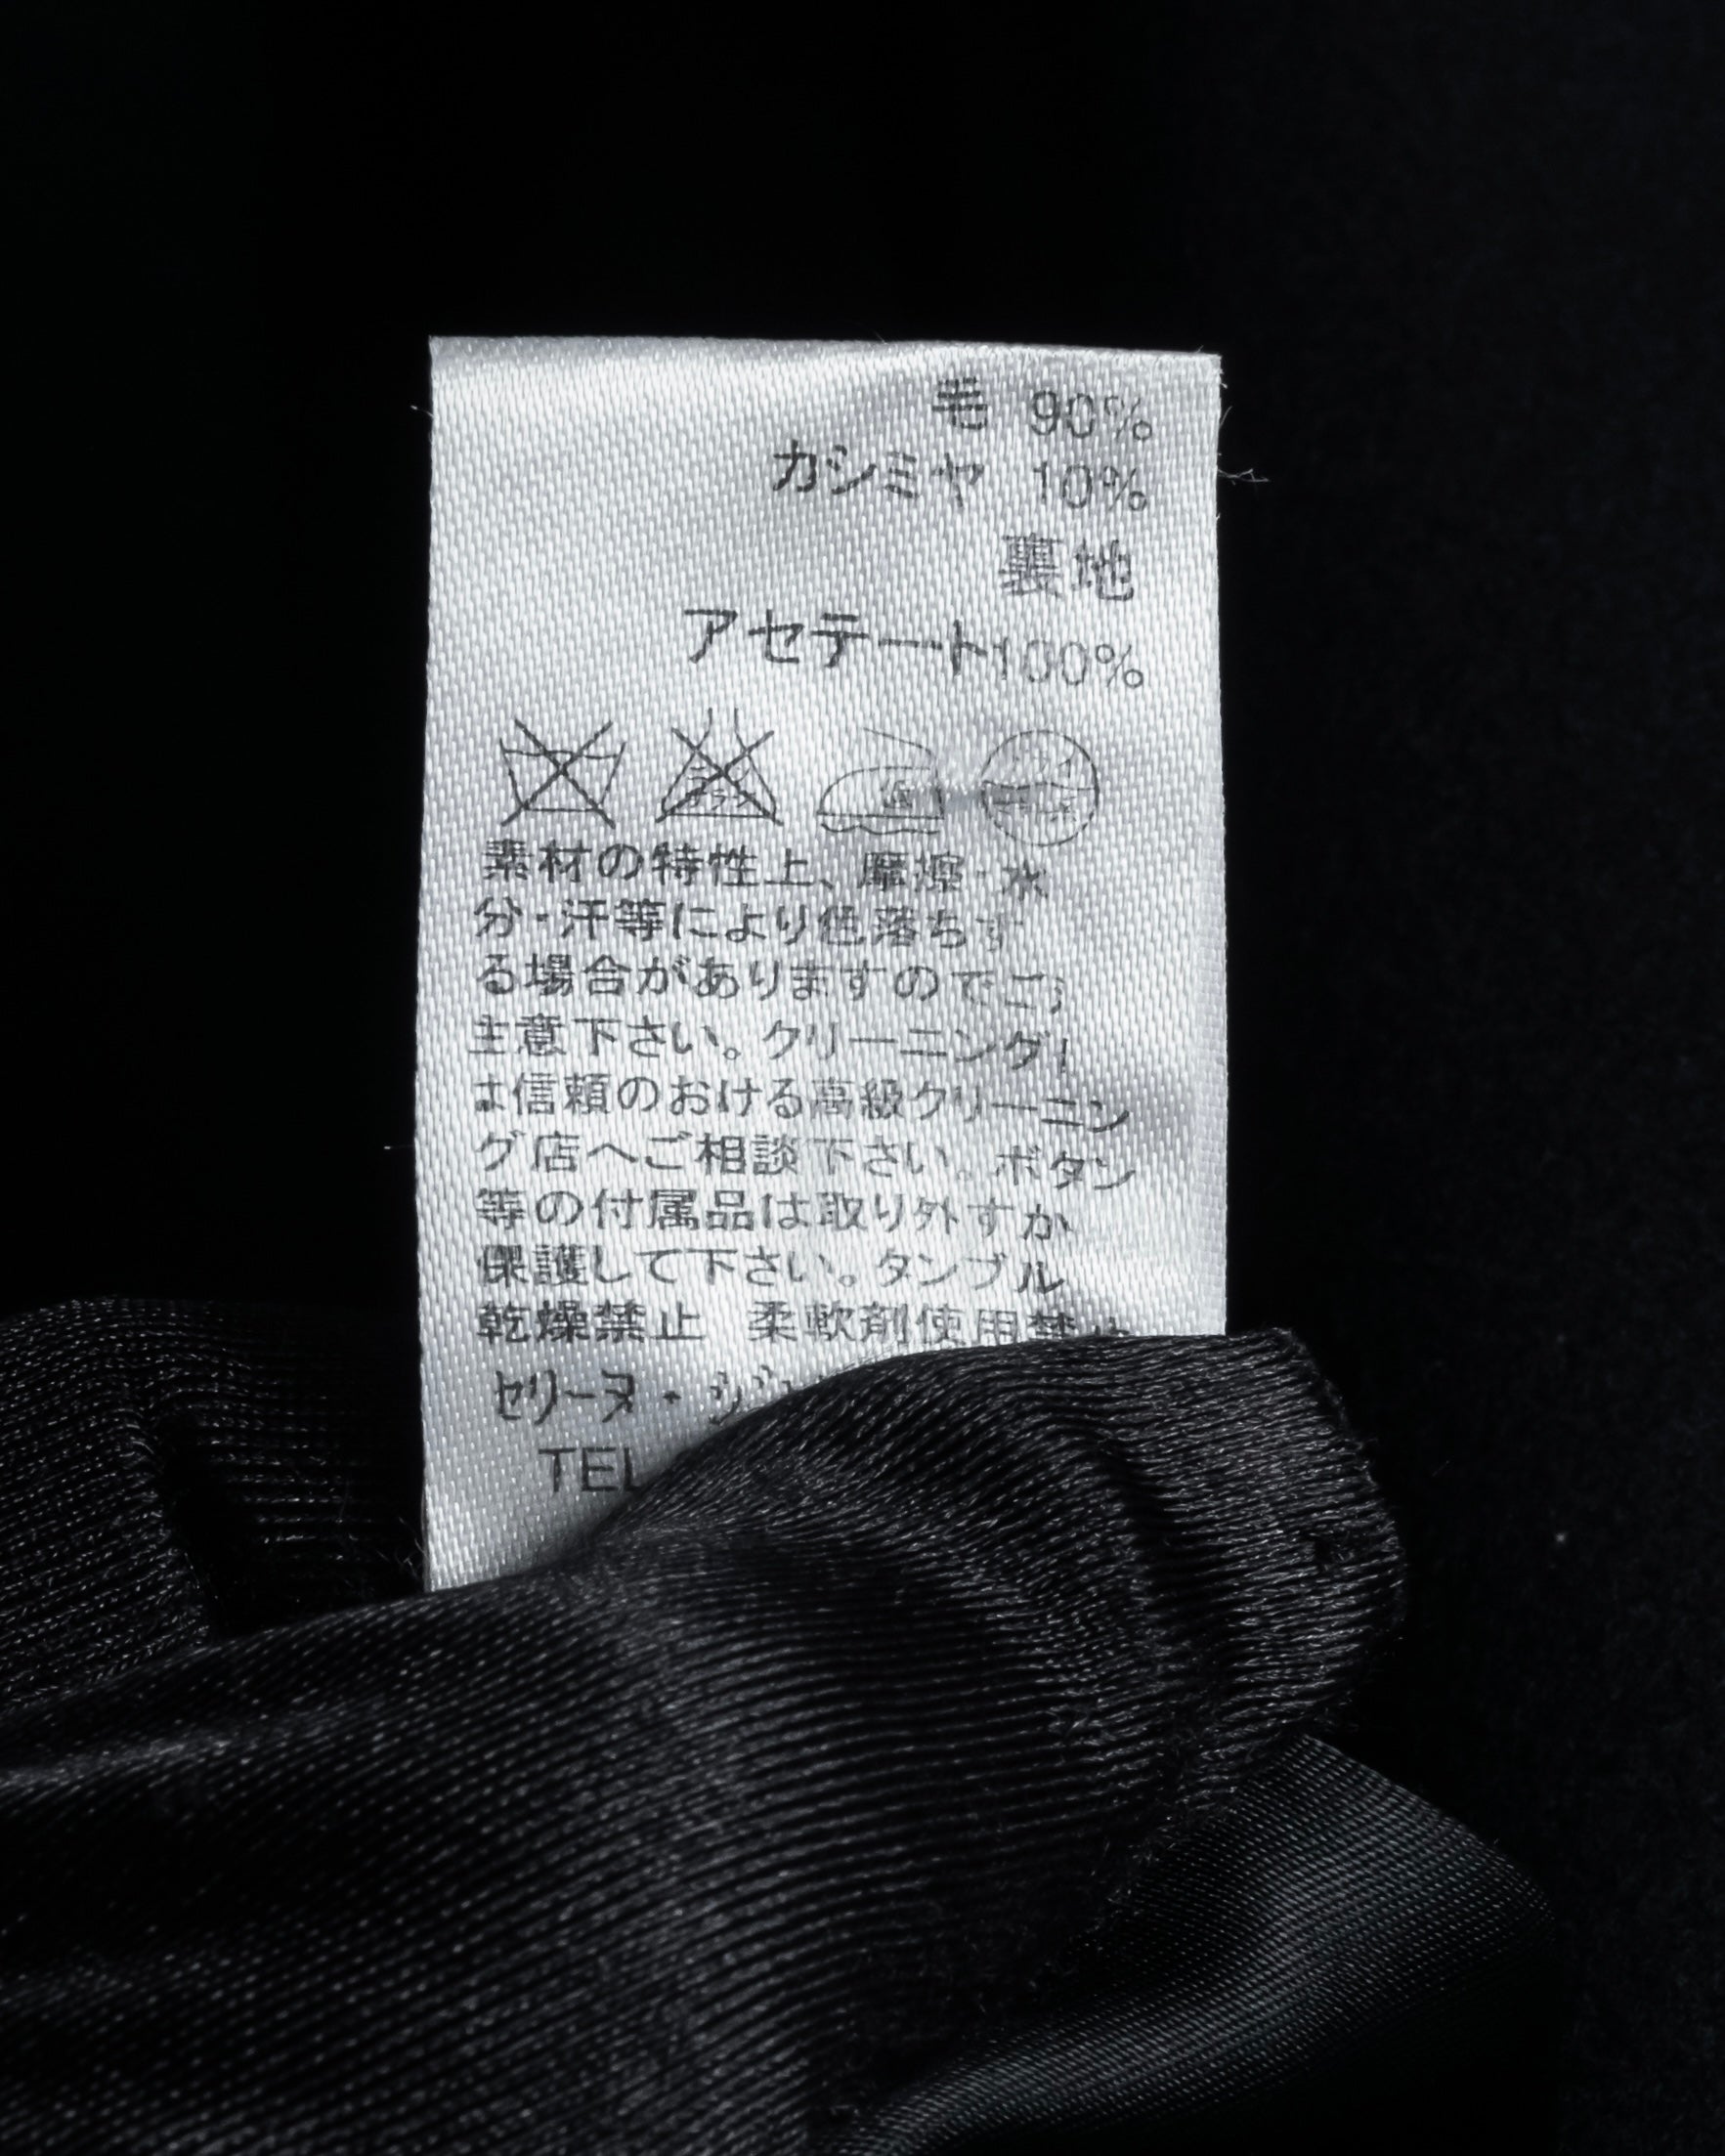 毛 90%
カシミヤ 10%
裏地
アセテート100%
素材の特性上、摩擦・水
分・汗等により色落ちす
る場合がありますのでご
注意下さい。クリーニング
は信頼のおける高級クリーニン
グ店へご相談下さい。ボタン
等の付属品は取り外すか
保護して下さい。タンブル
乾燥禁止 柔軟剤使用禁止
セリーヌ・ジ
TEL